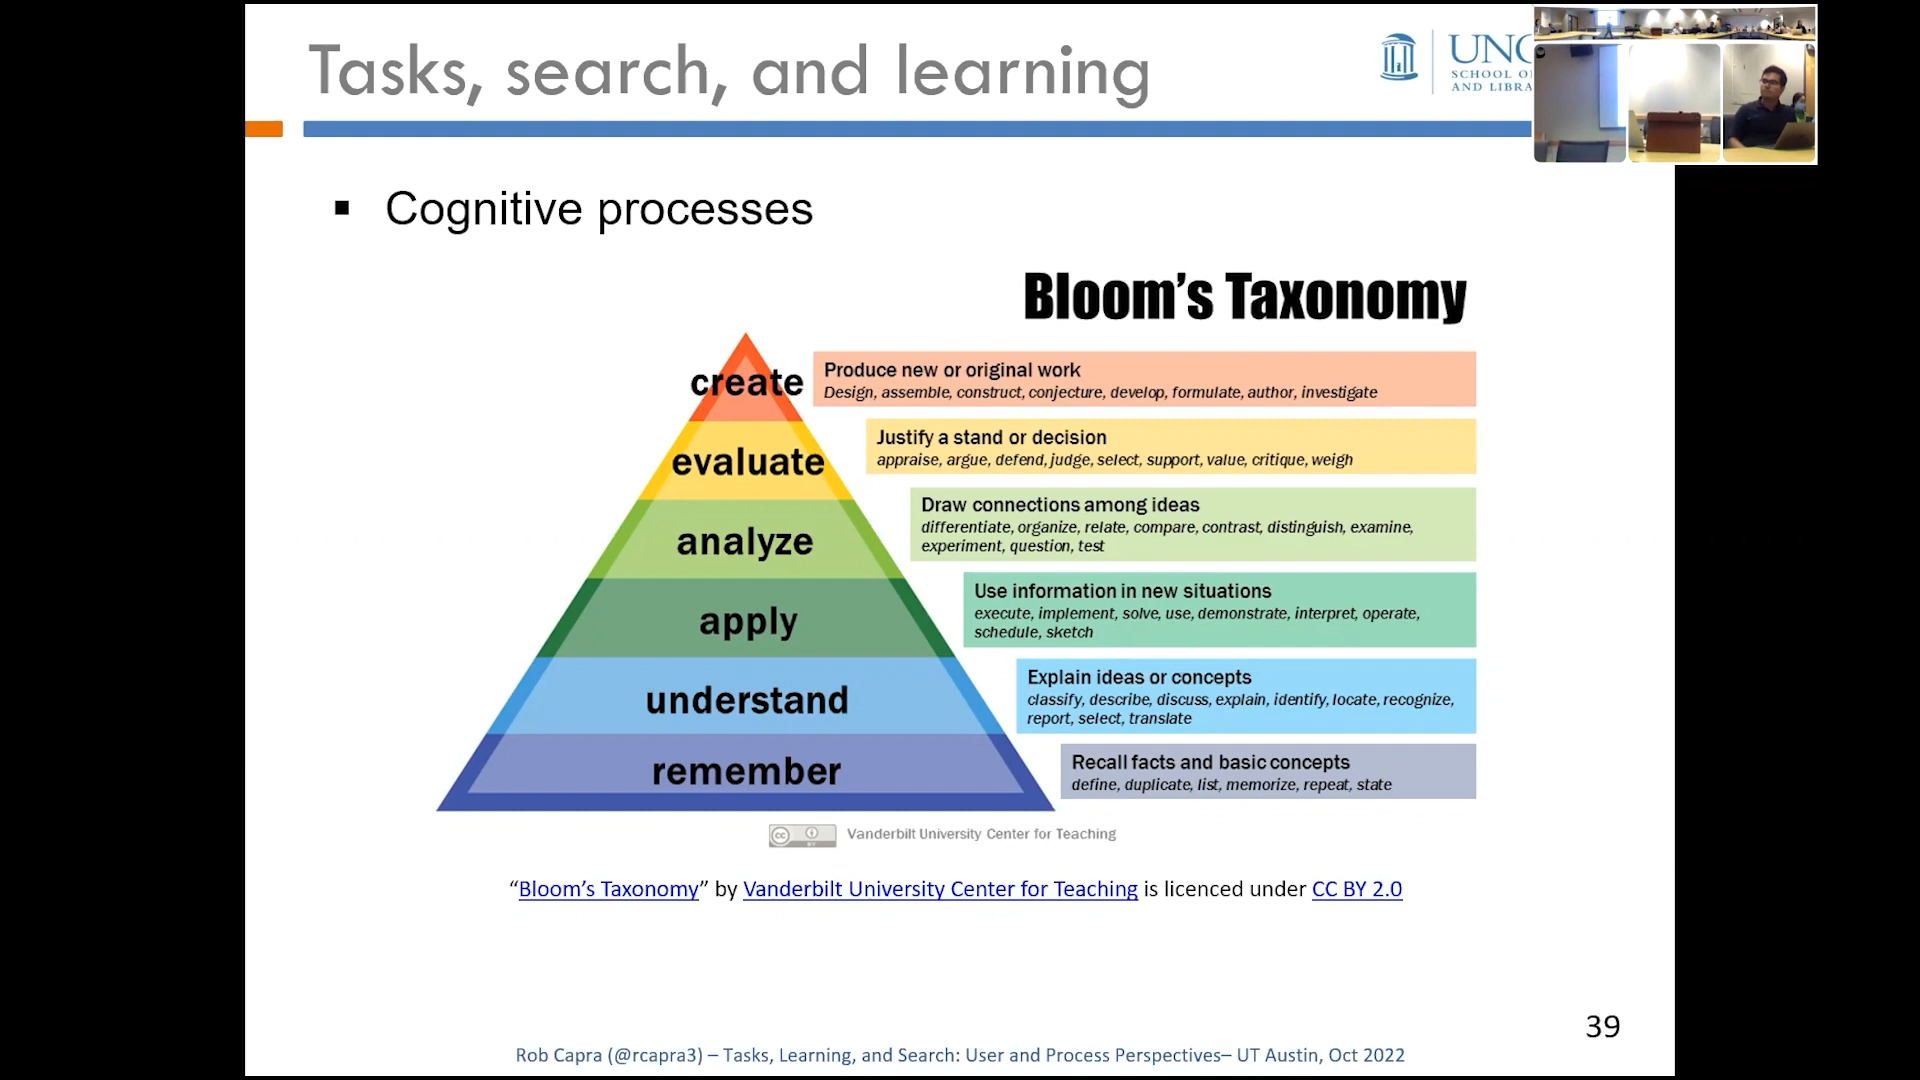 Tasks, search, and learning
UNC
SCHOOL O
AND LIBRA
▪ Cognitive processes
Bloom's Taxonomy
create
Produce new or original work
Design, assemble, construct, conjecture, develop, formulate, author, investigate
evaluate
Justify a stand or decision
appraise, argue, defend, judge, select, support, value, critique, weigh
analyze
Draw connections among ideas
differentiate, organize, relate, compare, contrast, distinguish, examine,
experiment, question, test
apply
Use information in new situations
execute, implement, solve, use, demonstrate, interpret, operate,
schedule, sketch
understand
Explain ideas or concepts
classify, describe, discuss, explain, identify, locate, recognize,
report, select, translate
remember
Recall facts and basic concepts
define, duplicate, list, memorize, repeat, state
cc BY Vanderbilt University Center for Teaching
“Bloom’s Taxonomy” by Vanderbilt University Center for Teaching is licenced under CC BY 2.0
39
Rob Capra (@rcapra3) – Tasks, Learning, and Search: User and Process Perspectives– UT Austin, Oct 2022